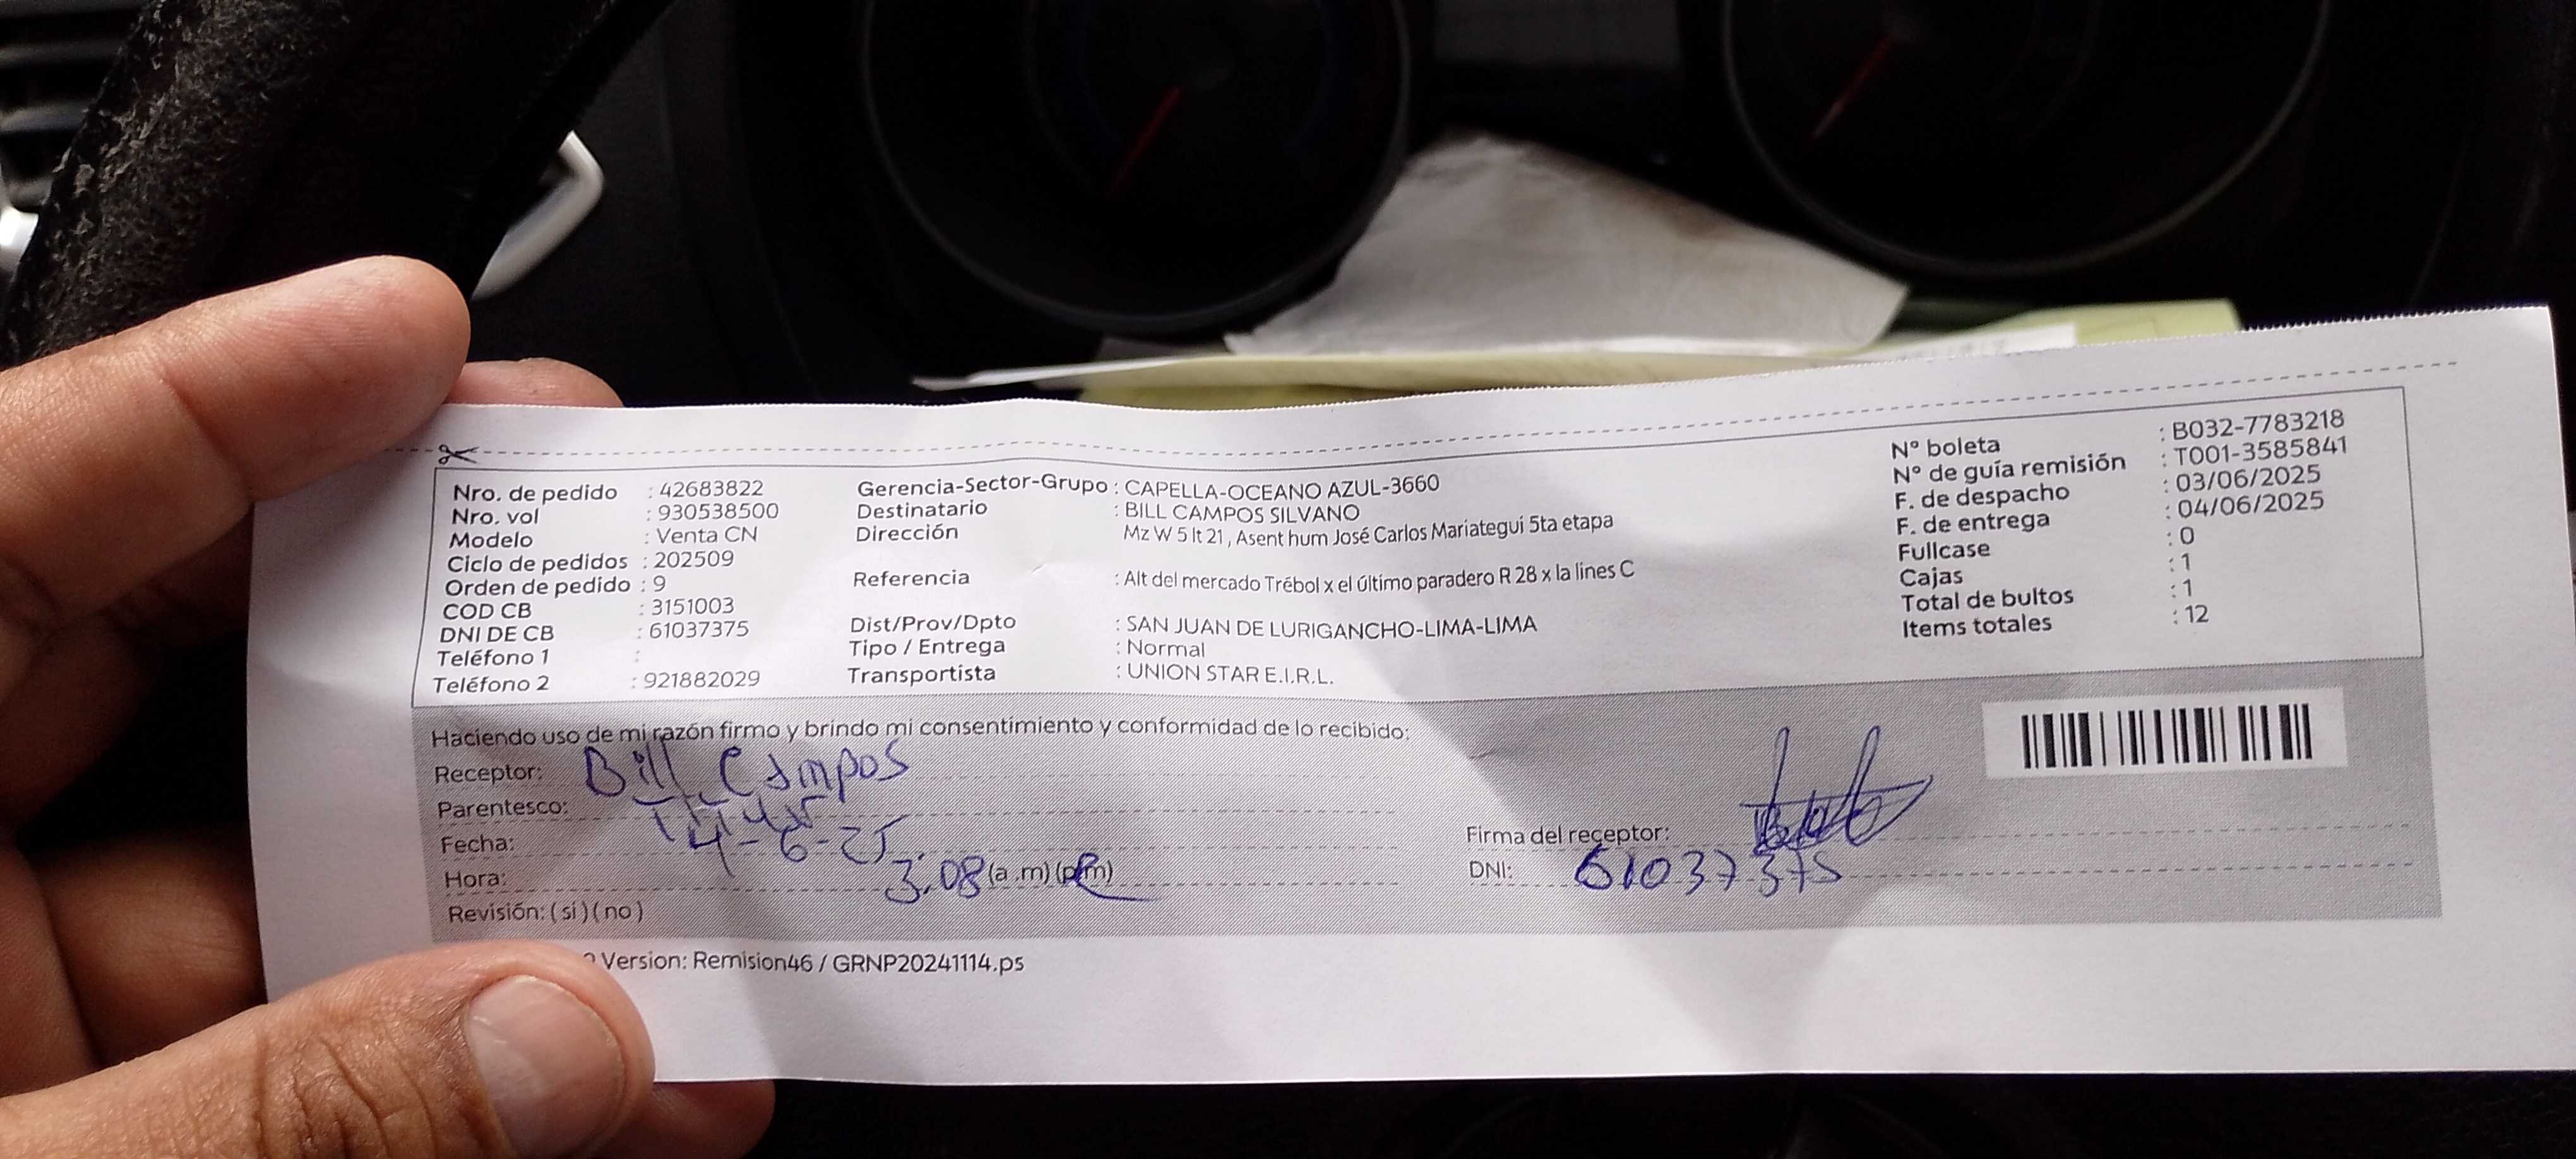 Nro. de pedido : 42683822
Nro. vol : 930538500
Modelo : Venta CN
Ciclo de pedidos : 202509
Orden de pedido : 9
COD CB : 3151003
DNI DE CB : 61037375
Teléfono 1 :
Teléfono 2 : 921882029
Gerencia-Sector-Grupo : CAPELLA-OCEANO AZUL-3660
Destinatario : BILL CAMPOS SILVANO
Dirección Mz W 5 lt 21 , Asent hum José Carlos Mariategui 5ta etapa
Referencia : Alt del mercado Trébol x el último paradero R 28 x la lines C
Dist/Prov/Dpto : SAN JUAN DE LURIGANCHO-LIMA-LIMA
Tipo / Entrega : Normal
Transportista : UNION STAR E.I.R.L.
N° boleta : B032-7783218
N° de guía remisión : T001-3585841
F. de despacho : 03/06/2025
F. de entrega : 04/06/2025
Fullcase : 0
Cajas : 1
Total de bultos : 1
Items totales : 12
Haciendo uso de mi razón firmo y brindo mi consentimiento y conformidad de lo recibido:
Receptor: Bill Campos
Parentesco:
Fecha: 4-6-25
Hora: 3:08 (a .m) (p.m)
Revisión: ( sí ) ( no )
Firma del receptor:
DNI: 61037375
Version: Remision46 / GRNP20241114.ps